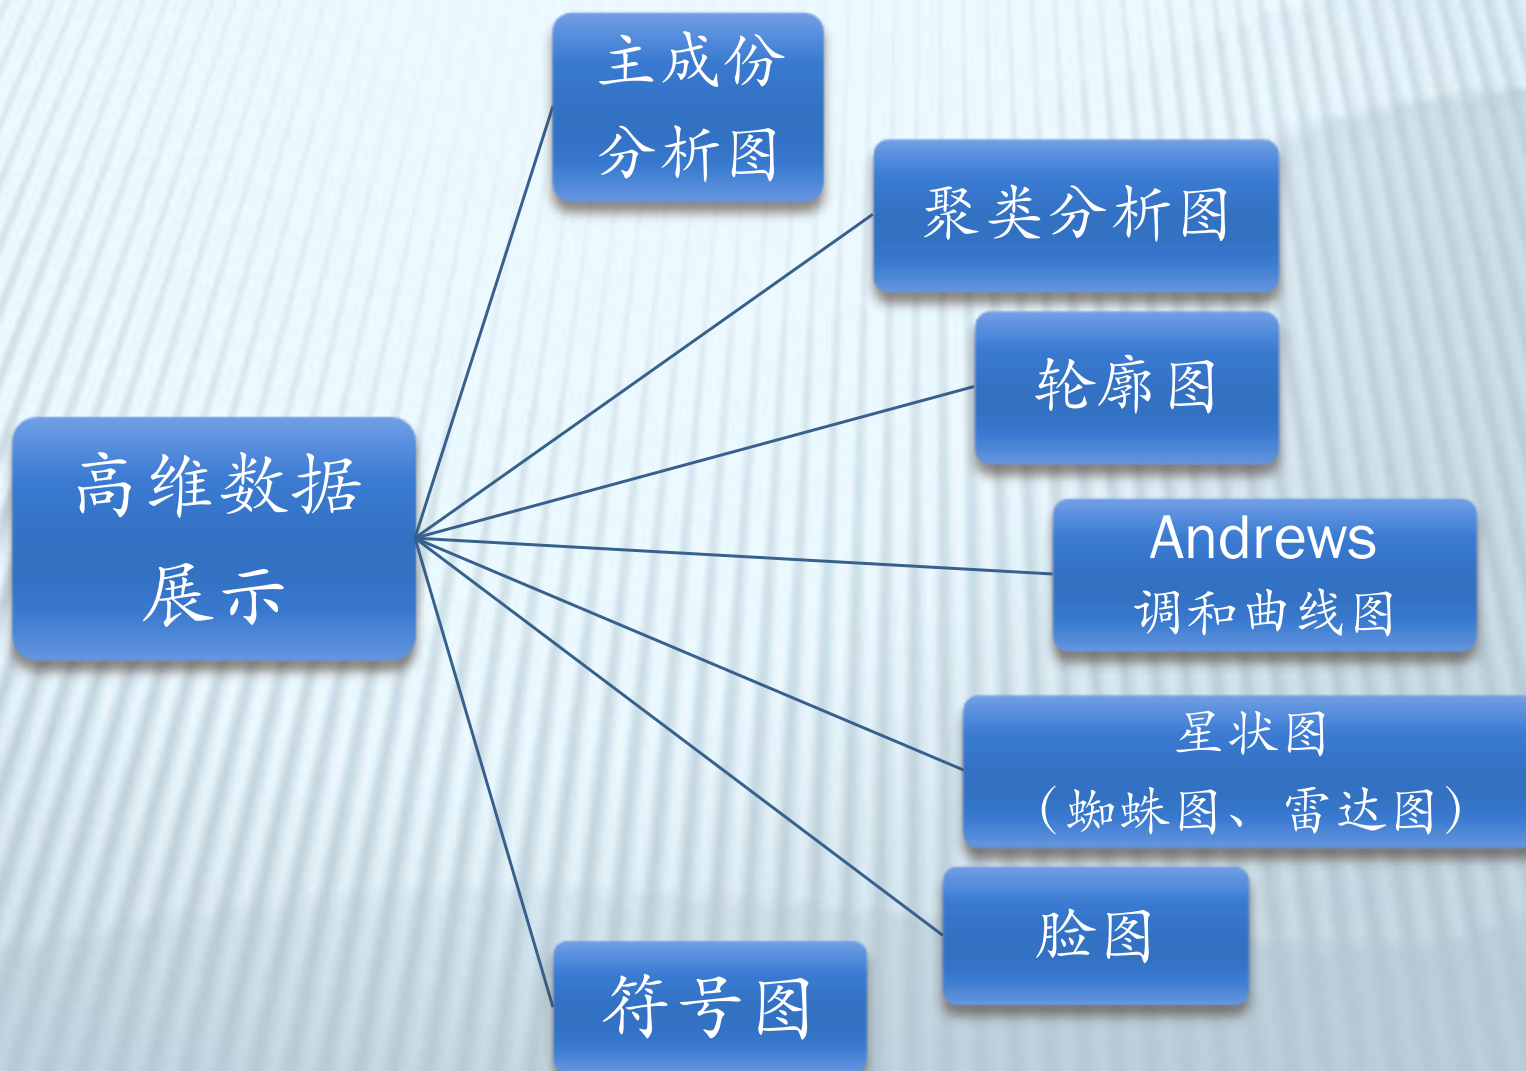 主成份
分析图
聚类分析图
轮廓图
高维数据
展示
Andrews
调和曲线图
星状图
（蜘蛛图、雷达图）
脸图
符号图